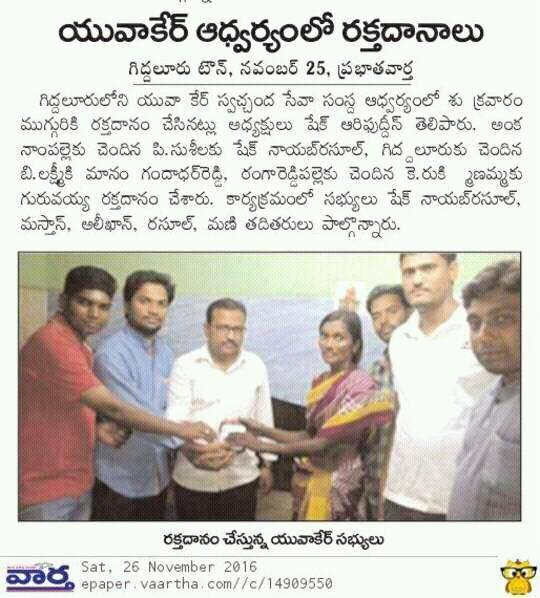 యువాకేర్ ఆధ్వర్యంలో రక్తదానాలు
గిద్దలూరు టౌన్, నవంబర్ 25, ప్రభాతవార్త
గిద్దలూరులోని యువా కేర్ స్వచ్ఛంద సేవా సంస్థ ఆధ్వర్యంలో శు క్రవారం
ముగ్గురికి రక్తదానం చేసినట్లు అధ్యక్షులు షేక్ ఆరిఫుద్దీన్ తెలిపారు. అంక
నాంపల్లెకు చెందిన పి.సుశీలకు షేక్ నాయబ్‌రసూల్, గిద ్దలూరుకు చెందిన
బి.లక్ష్మీకి మానం గందాధర్‌రెడ్డి, రంగారెడ్డిపల్లెకు చెందిన కె.రుకి ్మణమ్మకు
గురువయ్య రక్తదానం చేశారు. కార్యక్రమంలో సభ్యులు షేక్ నాయబ్‌రసూల్,
మస్తాన్, అలీఖాన్, రసూల్, మణి తదితరులు పాల్గొన్నారు.
రక్తదానం చేస్తున్న యువాకేర్ సభ్యులు
వార్త Sat, 26 November 2016
epaper.vaartha.com//c/14909550